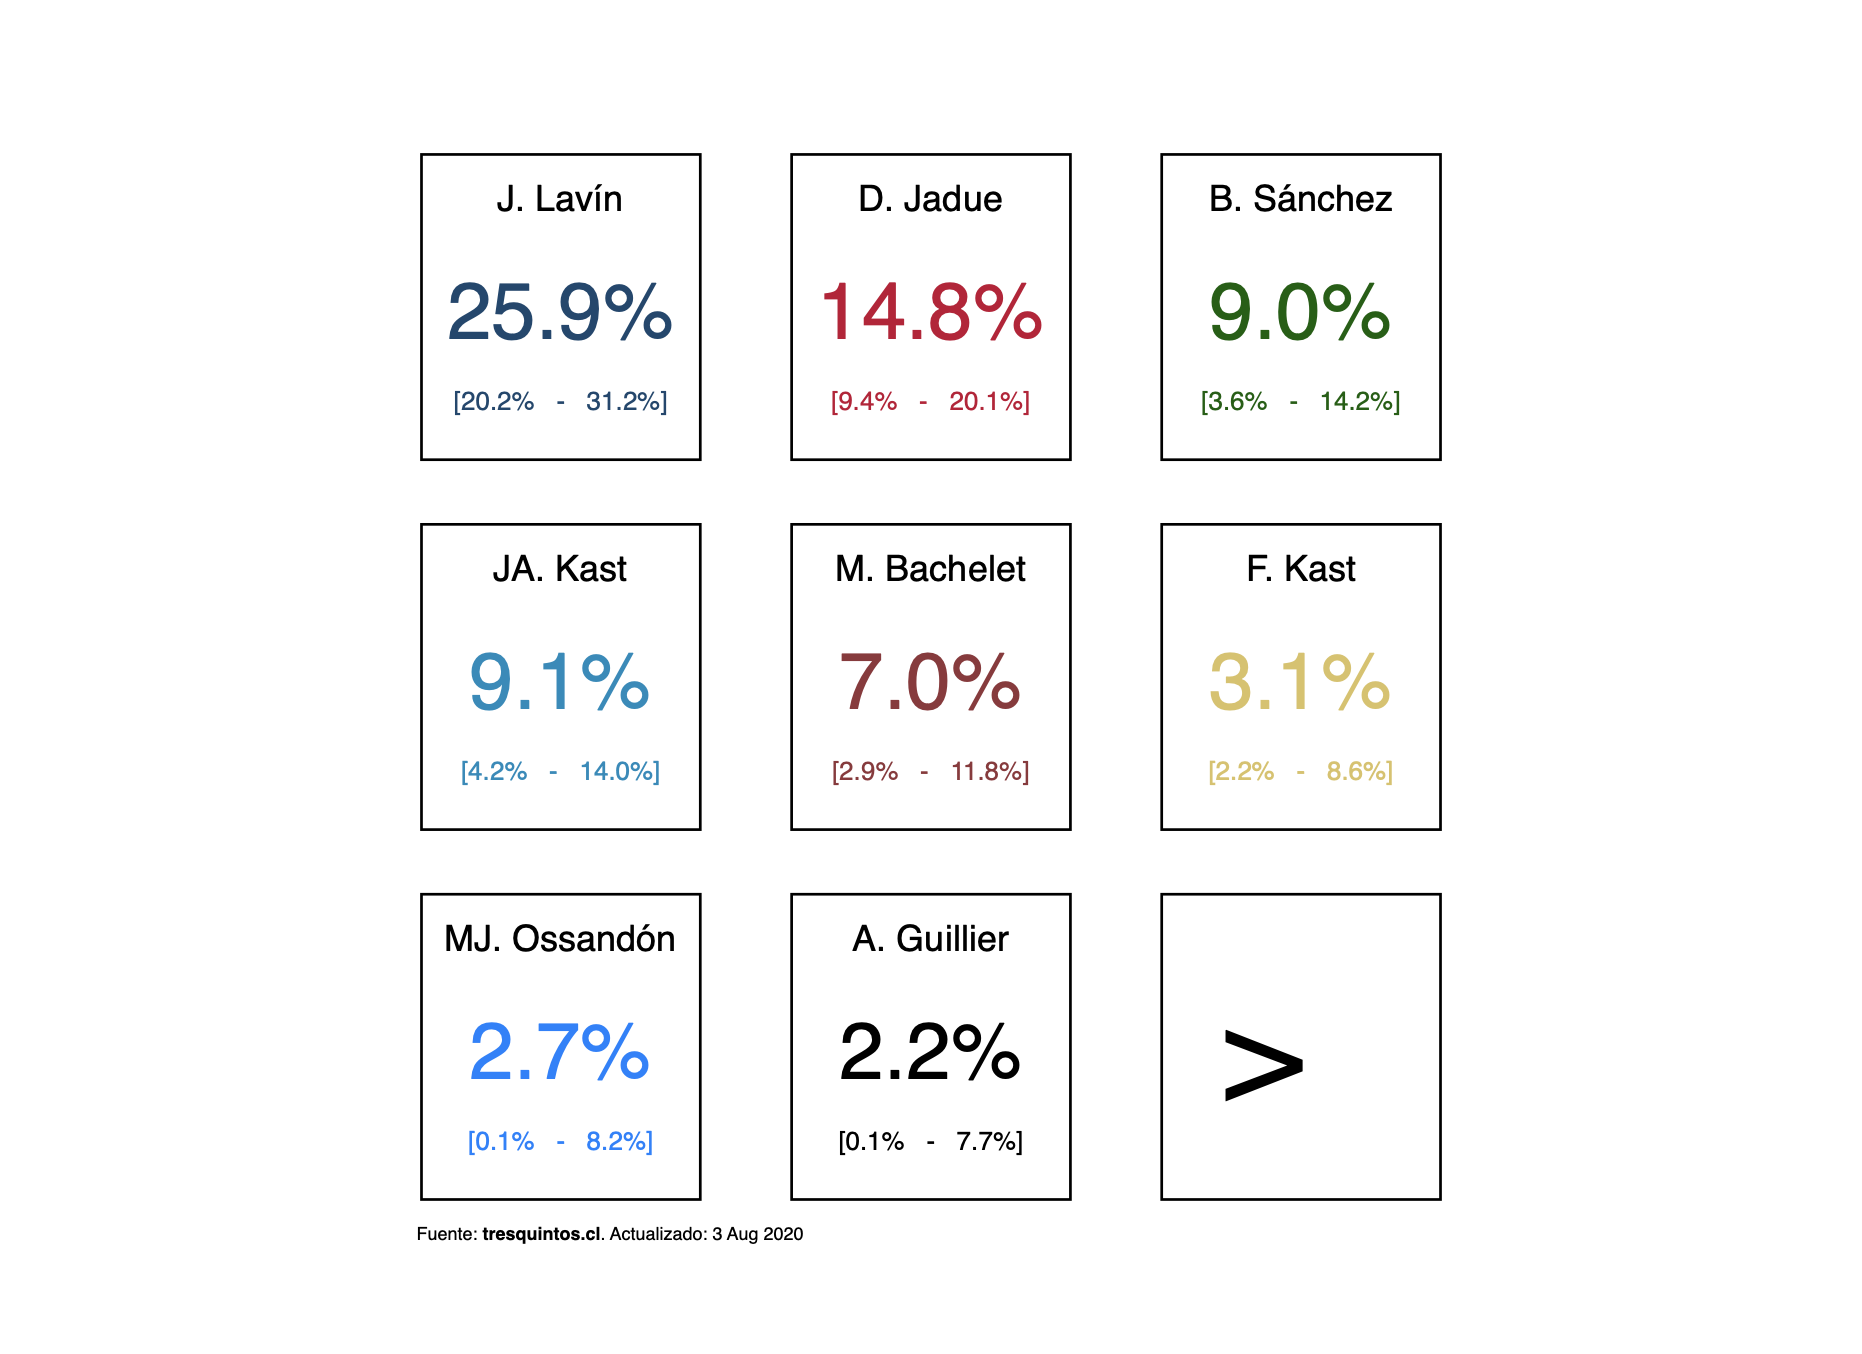 J. Lavín
25.9%
[20.2% - 31.2%]
D. Jadue
14.8%
[9.4% - 20.1%]
B. Sánchez
9.0%
[3.6% - 14.2%]
JA. Kast
9.1%
[4.2% - 14.0%]
M. Bachelet
7.0%
[2.9% - 11.8%]
F. Kast
3.1%
[2.2% - 8.6%]
MJ. Ossandón
2.7%
[0.1% - 8.2%]
A. Guillier
2.2%
[0.1% - 7.7%]
>
Fuente: tresquintos.cl. Actualizado: 3 Aug 2020